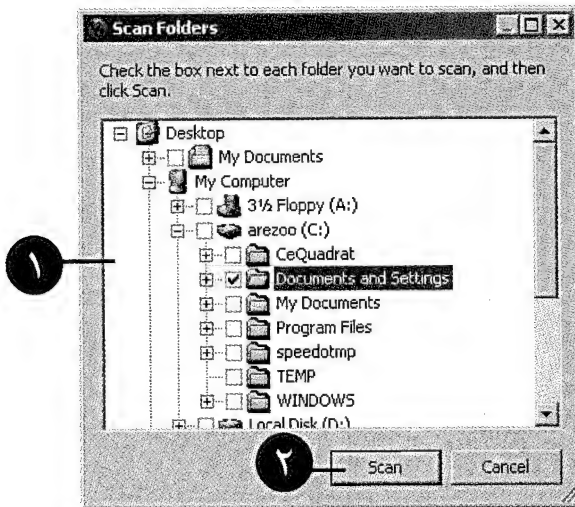 Scan Folders
Check the box next to each folder you want to scan, and then
click Scan.
Desktop
My Documents
My Computer
3½ Floppy (A:)
arezoo (C:)
CeQuadrat
Documents and Settings
My Documents
Program Files
speedotmp
TEMP
WINDOWS
Local Disk (D:)
۱
۲
Scan
Cancel